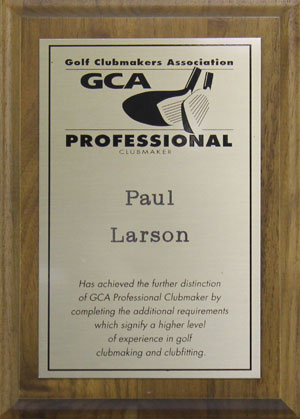 Golf Clubmakers Association
GCA
PROFESSIONAL
CLUBMAKER
Paul
Larson
Has achieved the further distinction
of GCA Professional Clubmaker by
completing the additional requirements
which signify a higher level
of experience in golf
clubmaking and clubfitting.